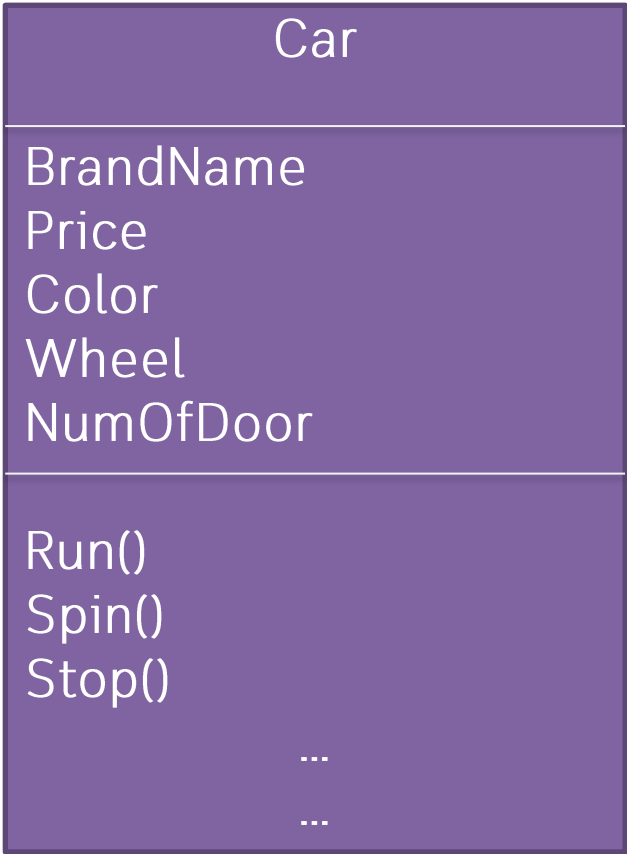 Car
BrandName
Price
Color
Wheel
NumOfDoor
Run()
Spin()
Stop()
...
...